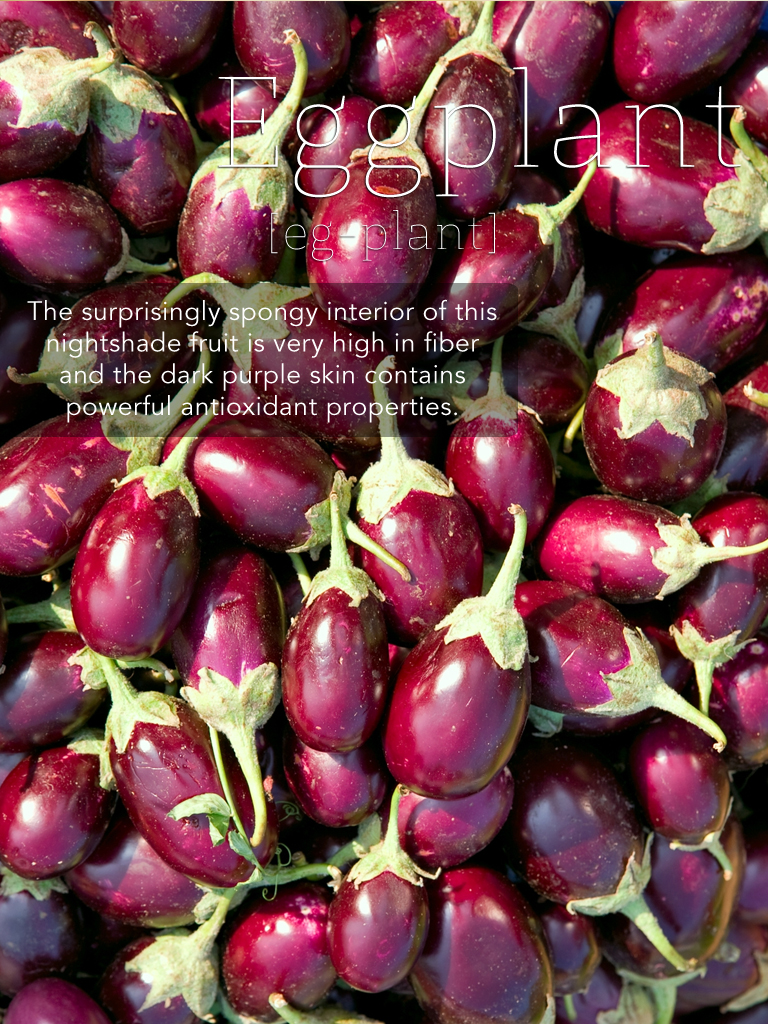 Eggplant
[eg-plant]
The surprisingly spongy interior of this
nightshade fruit is very high in fiber
and the dark purple skin contains
powerful antioxidant properties.